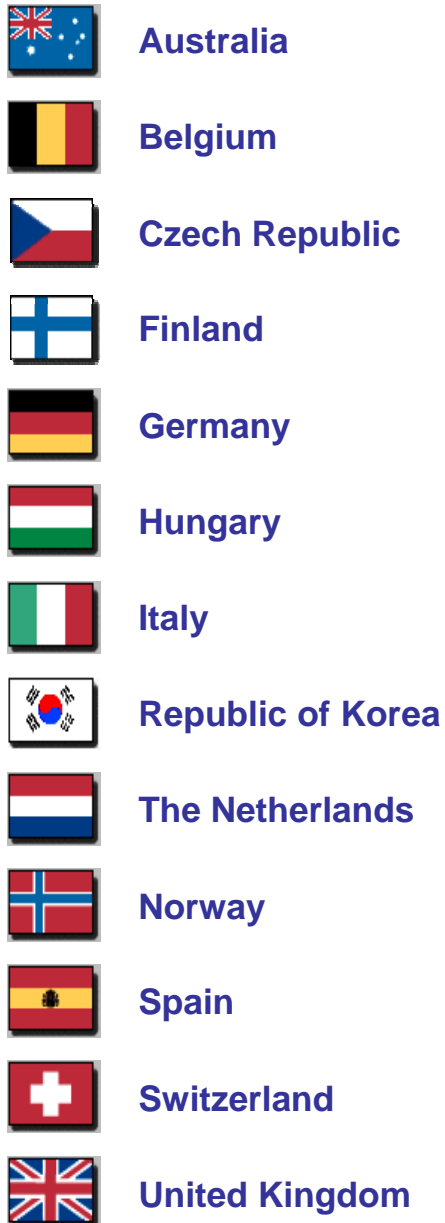 Australia
Belgium
Czech Republic
Finland
Germany
Hungary
Italy
Republic of Korea
The Netherlands
Norway
Spain
Switzerland
United Kingdom